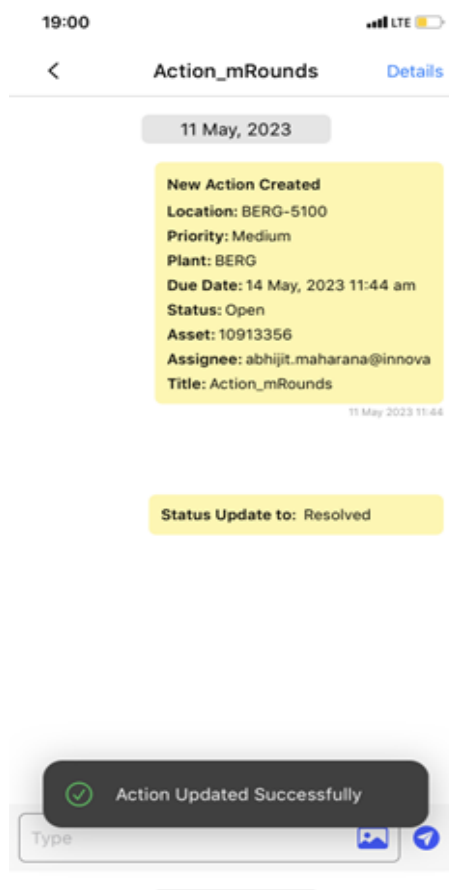 19:00
LTE
Action_mRounds
Details
11 May, 2023
New Action Created
Location: BERG-5100
Priority: Medium
Plant: BERG
Due Date: 14 May, 2023 11:44 am
Status: Open
Asset: 10913356
Assignee: abhijit.maharana@innova
Title: Action_mRounds
11 May 2023 11:44
Status Update to: Resolved
Action Updated Successfully
Type